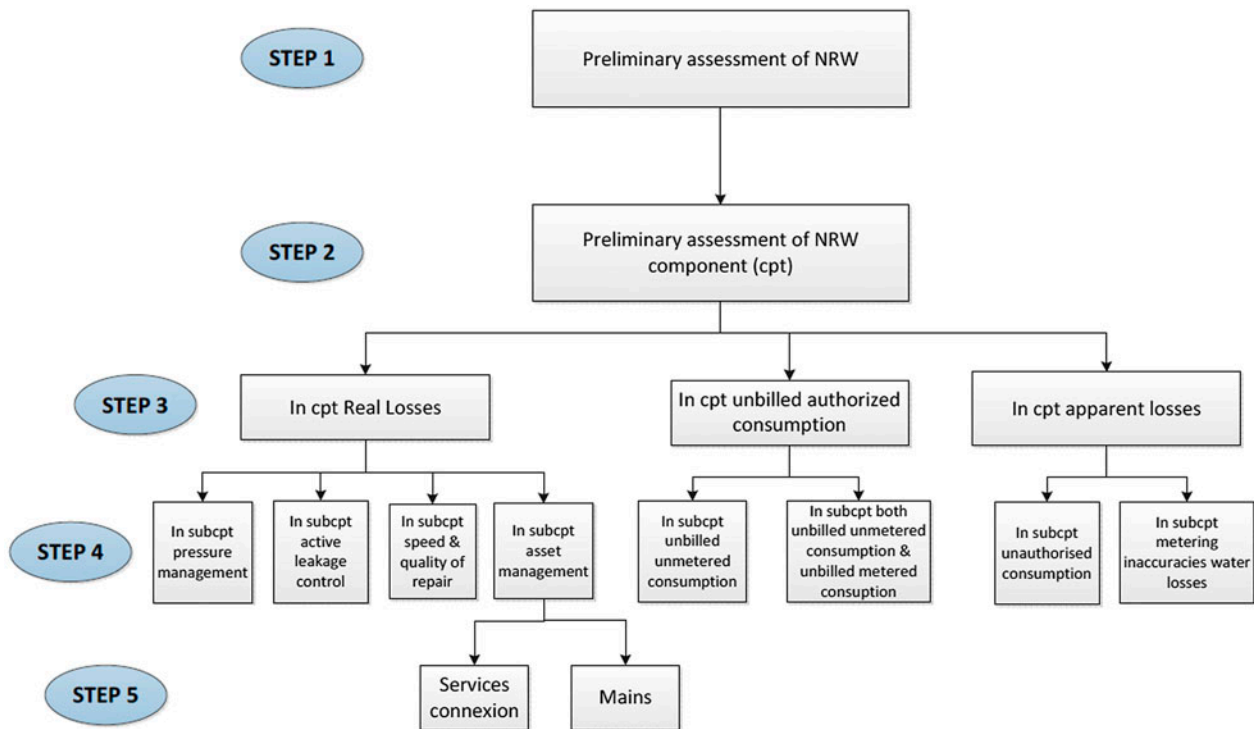 STEP 1
Preliminary assessment of NRW
STEP 2
Preliminary assessment of NRW
component (cpt)
STEP 3
In cpt Real Losses
In cpt unbilled authorized
consumption
In cpt apparent losses
STEP 4
In subcpt
pressure
management
In subcpt
active
leakage
control
In subcpt
speed &
quality of
repair
In subcpt
asset
management
In subcpt
unbilled
unmetered
consumption
In subcpt both
unbilled unmetered
consumption &
unbilled metered
consuption
In subcpt
unauthorised
consumption
In subcpt
metering
inaccuracies water
losses
STEP 5
Services
connexion
Mains